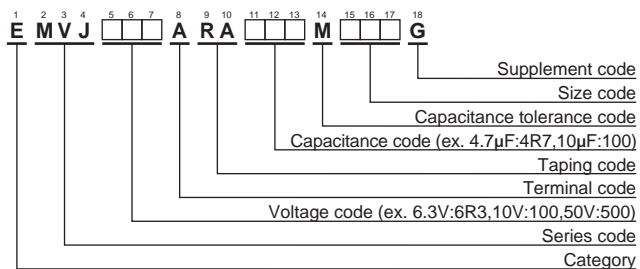 1 2 3 4 5 6 7 8 9 10 11 12 13 14 15 16 17 18
E M V J A R A M G
Supplement code
Size code
Capacitance tolerance code
Capacitance code (ex. 4.7μF:4R7,10μF:100)
Taping code
Terminal code
Voltage code (ex. 6.3V:6R3,10V:100,50V:500)
Series code
Category